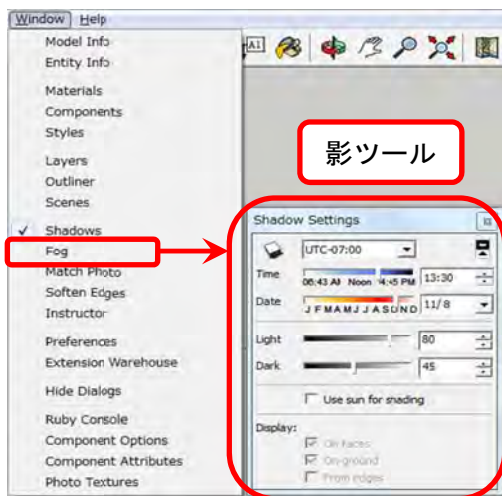 Window Help
Model Info
Entity Info
Materials
Components
Styles
Layers
Outliner
Scenes
Shadows
Fog
Match Photo
Soften Edges
Instructor
Preferences
Extension Warehouse
Hide Dialogs
Ruby Console
Component Options
Component Attributes
Photo Textures
影ツール
Shadow Settings
UTC-07:00
Time 06:43 AM Noon 04:45 PM 13:30
Date J F M A M J J A S O N D 11/8
Light 80
Dark 45
Use sun for shading
Display:
On faces
On ground
From edges